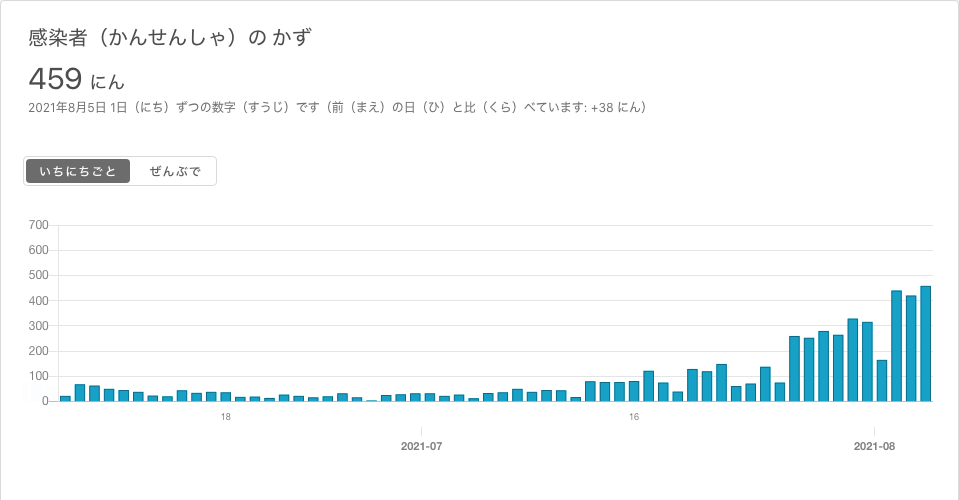 感染者（かんせんしゃ）の かず
459 にん
2021年8月5日 1日（にち）ずつの数字（すうじ）です（前（まえ）の日（ひ）と比（くら）べています: +38 にん）
いちにちごと ぜんぶで
700
600
500
400
300
200
100
0
18 16
2021-07 2021-08